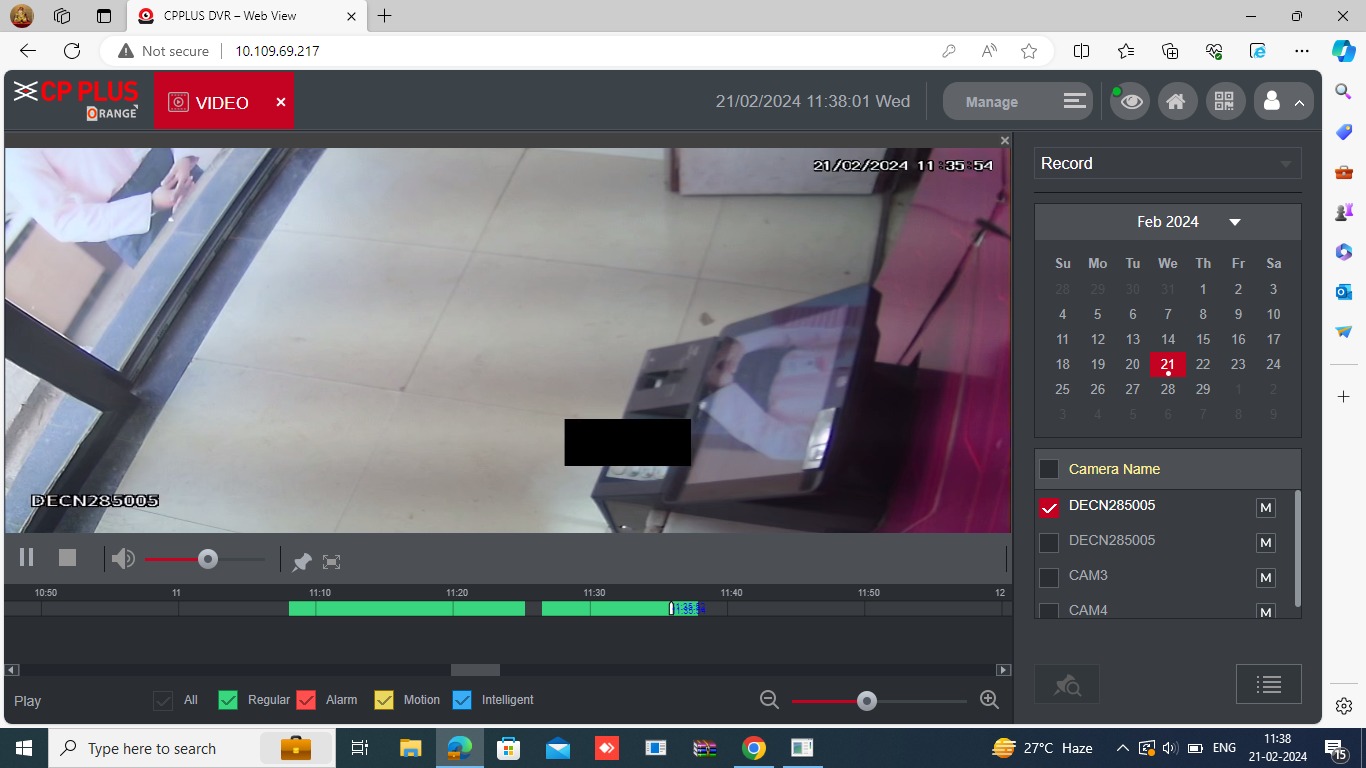 CPPLUS DVR – Web View
Not secure
10.109.69.217
CP PLUS
ORANGE
VIDEO
21/02/2024 11:38:01 Wed
Manage
21/02/2024 11:35:54
DECN285005
Record
Feb 2024
Su Mo Tu We Th Fr Sa
28 29 30 31 1 2 3
4 5 6 7 8 9 10
11 12 13 14 15 16 17
18 19 20 21 22 23 24
25 26 27 28 29 1 2
3 4 5 6 7 8 9
Camera Name
DECN285005 M
DECN285005 M
CAM3 M
CAM4 M
10:50 11 11:10 11:20 11:30 11:40 11:50 12
Play
All Regular Alarm Motion Intelligent
Type here to search
27°C Haze
ENG
11:38
21-02-2024
15